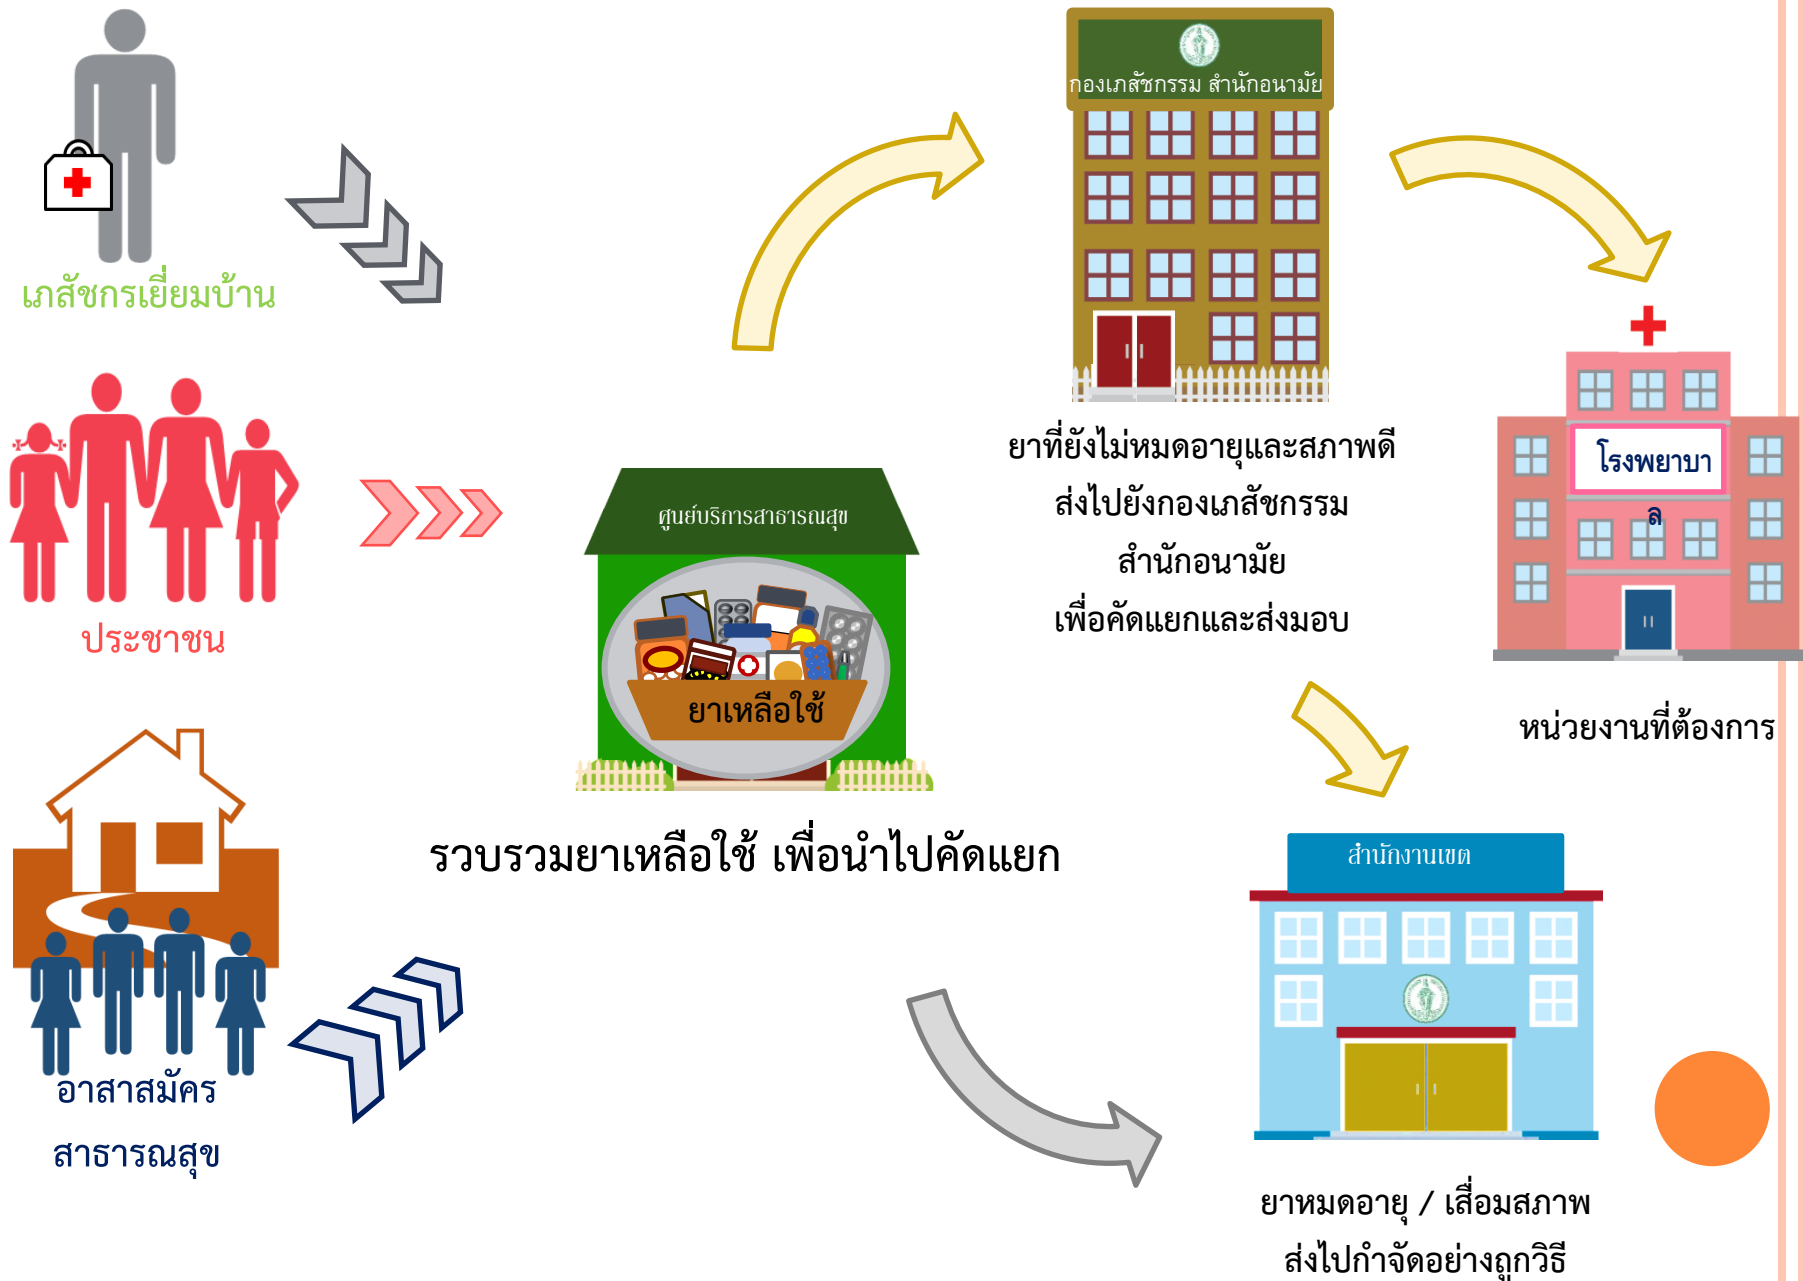 เภสัชกรเยี่ยมบ้าน
ประชาชน
อาสาสมัคร
สาธารณสุข
ศูนย์บริการสาธารณสุข
ยาเหลือใช้
รวบรวมยาเหลือใช้ เพื่อนำไปคัดแยก
กองเภสัชกรรม สำนักอนามัย
ยาที่ยังไม่หมดอายุและสภาพดี
ส่งไปยังกองเภสัชกรรม
สำนักอนามัย
เพื่อคัดแยกและส่งมอบ
โรงพยาบา
ล
หน่วยงานที่ต้องการ
สำนักงานเขต
ยาหมดอายุ / เสื่อมสภาพ
ส่งไปกำจัดอย่างถูกวิธี